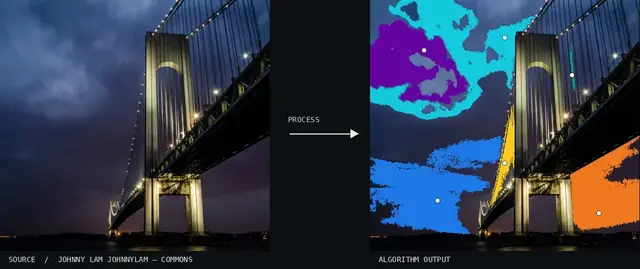 PROCESS
SOURCE / JOHNNY LAM JOHNNYLAM — COMMONS
ALGORITHM OUTPUT